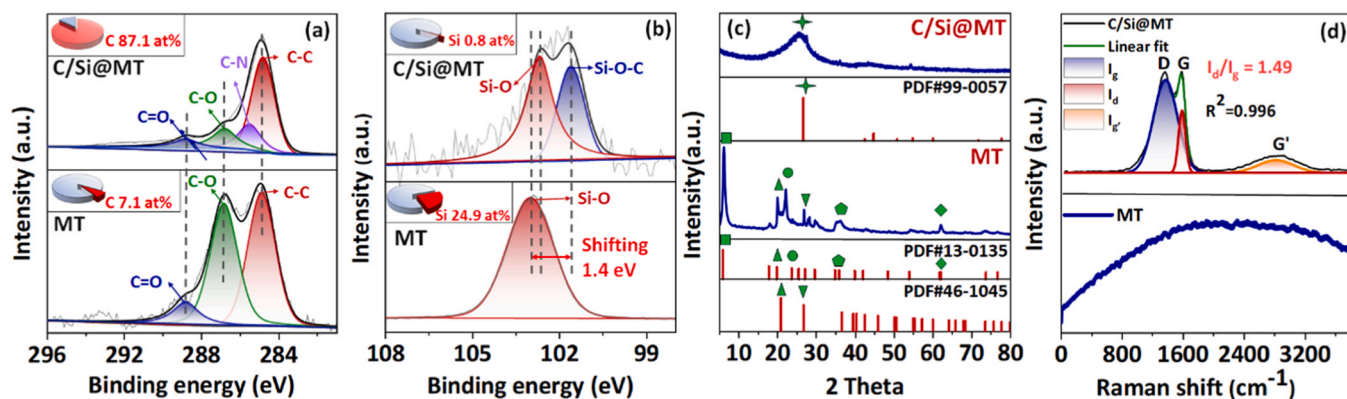 (a)
C 87.1 at%
C/Si@MT
C-C
C-N
C-O
C=O
C 7.1 at%
MT
C-O
C-C
C=O
Intensity (a.u.)
296 292 288 284
Binding energy (eV)
(b)
Si 0.8 at%
C/Si@MT
Si-O
Si-O-C
Si 24.9 at%
MT
Si-O
Shifting
1.4 eV
Intensity (a.u.)
108 105 102 99
Binding energy (eV)
(c)
C/Si@MT
PDF#99-0057
MT
PDF#13-0135
PDF#46-1045
Intensity (a.u.)
10 20 30 40 50 60 70 80
2 Theta
(d)
C/Si@MT
Linear fit
Ig
Id
Ig'
D G
Id/Ig = 1.49
R2=0.996
G'
MT
Intensity (a.u.)
0 1200 2400 3600
Raman shift (cm-1)